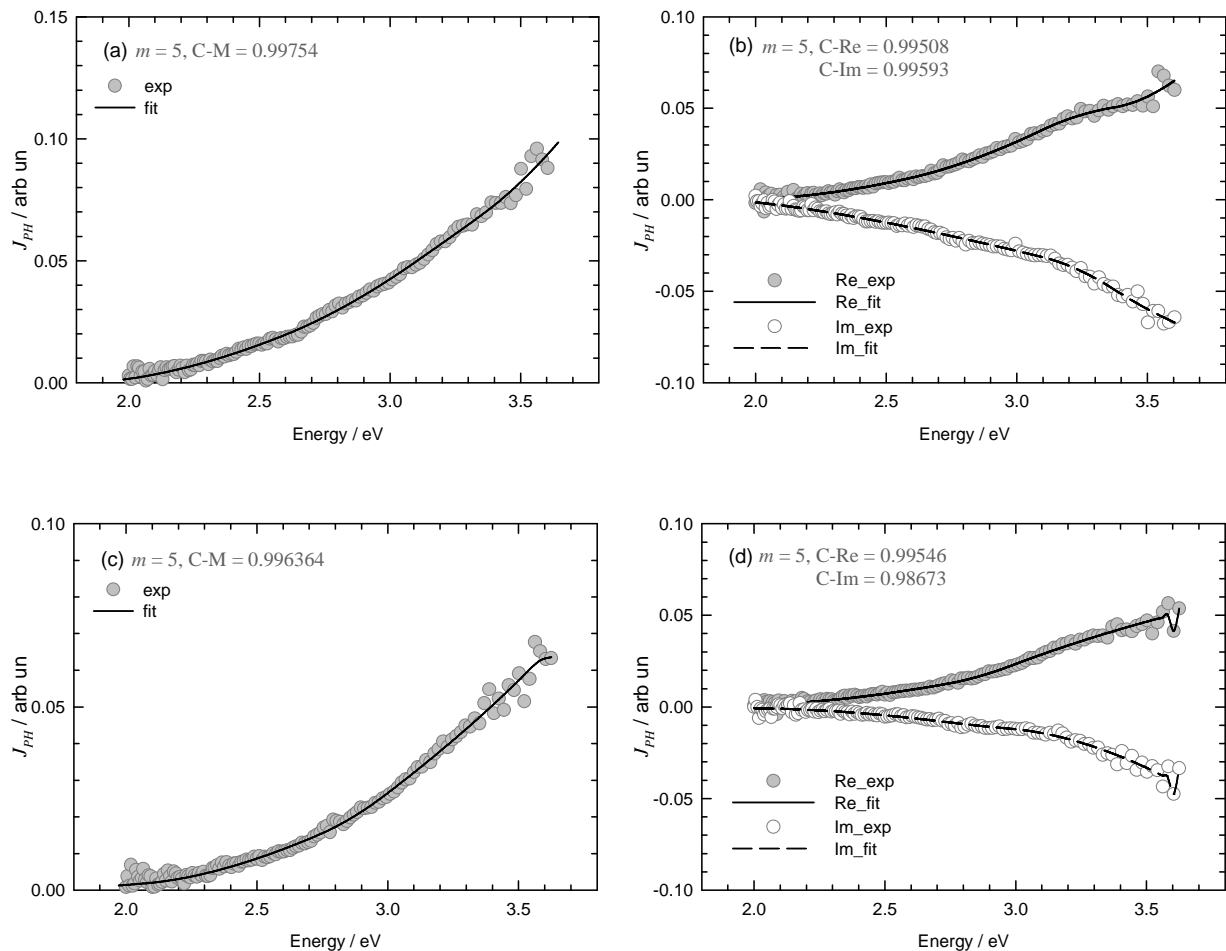 (a) m = 5, C-M = 0.99754
exp
fit
0.15
0.10
0.05
0.00
J_PH / arb un
2.0 2.5 3.0 3.5
Energy / eV
(b) m = 5, C-Re = 0.99508
C-Im = 0.99593
0.10
0.05
0.00
-0.05
-0.10
J_PH / arb un
Re_exp
Re_fit
Im_exp
Im_fit
2.0 2.5 3.0 3.5
Energy / eV
(c) m = 5, C-M = 0.996364
exp
fit
0.10
0.05
0.00
J_PH / arb un
2.0 2.5 3.0 3.5
Energy / eV
(d) m = 5, C-Re = 0.99546
C-Im = 0.98673
0.10
0.05
0.00
-0.05
-0.10
J_PH / arb un
Re_exp
Re_fit
Im_exp
Im_fit
2.0 2.5 3.0 3.5
Energy / eV